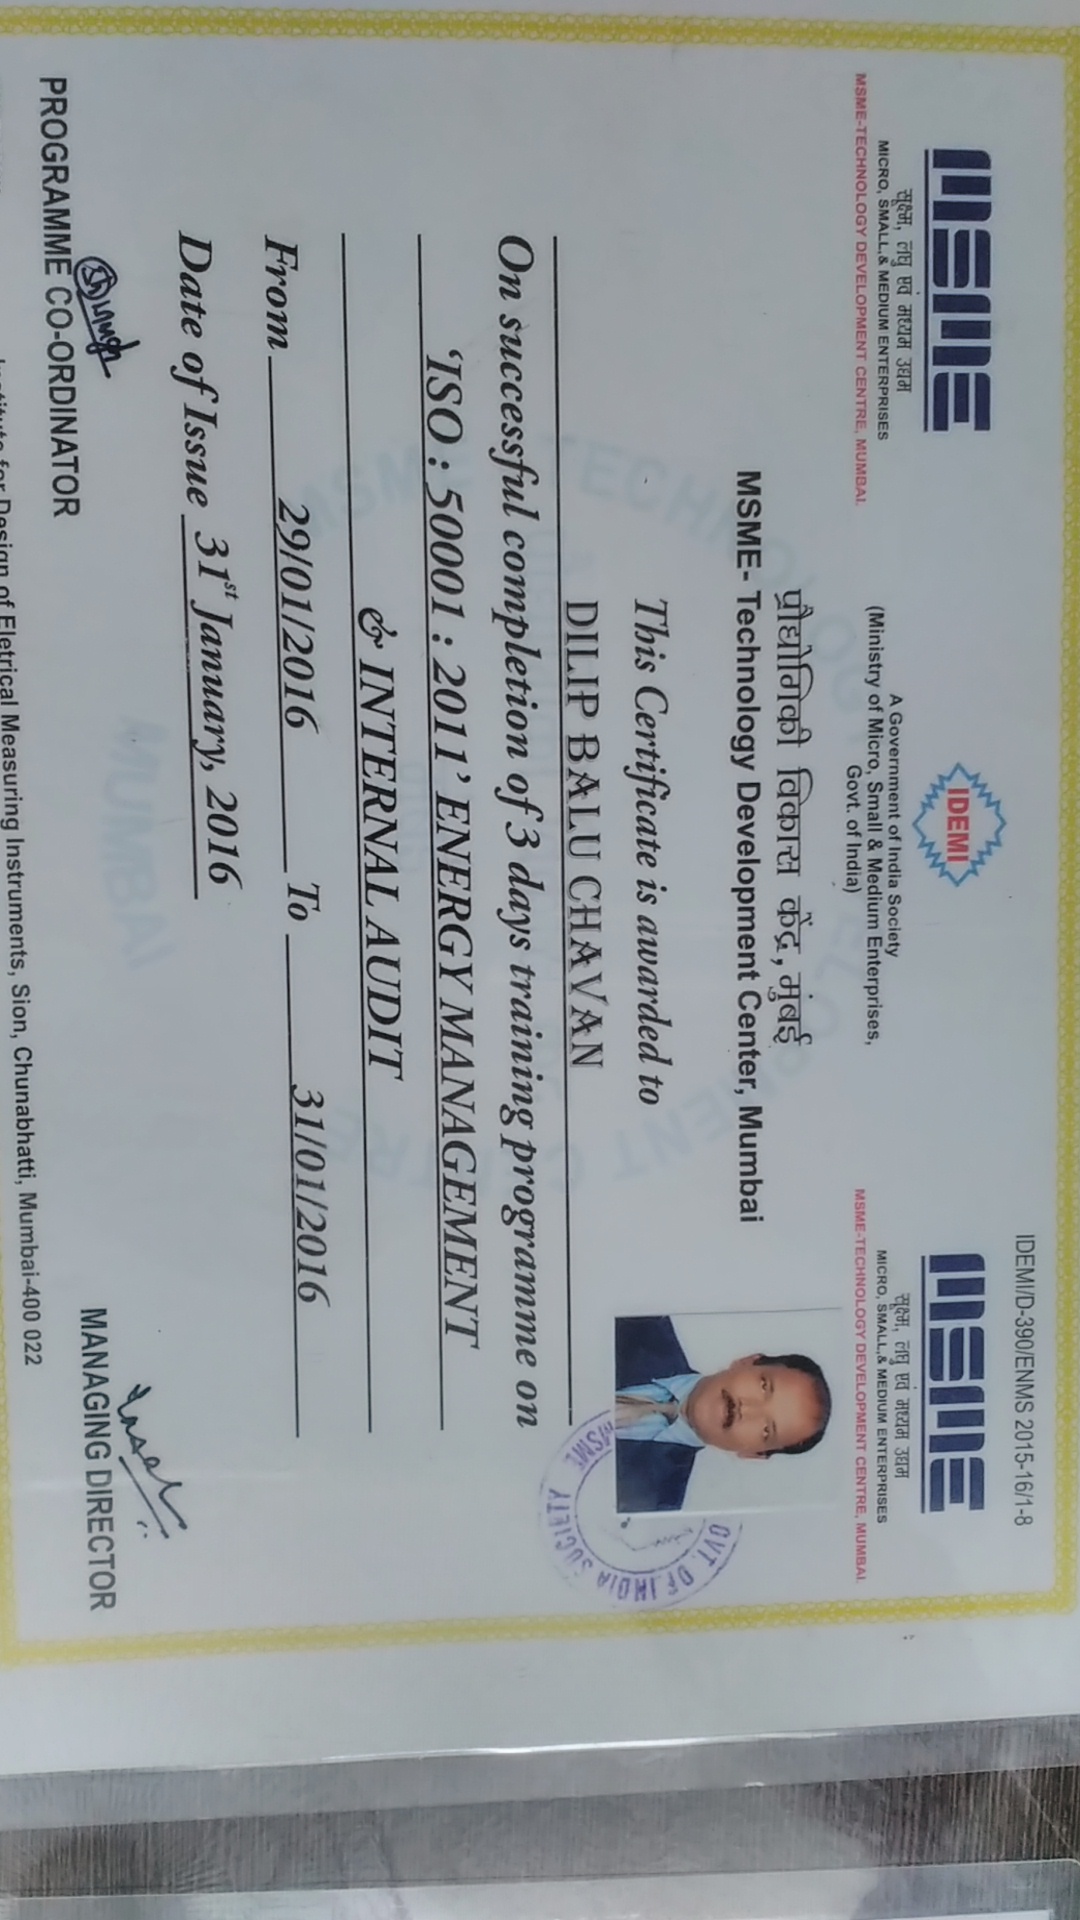 IDEMI/D-390/ENMS 2015-16/1-8
MSME
सूक्ष्म, लघु एवं मध्यम उद्यम
MICRO, SMALL,& MEDIUM ENTERPRISES
MSME-TECHNOLOGY DEVELOPMENT CENTRE, MUMBAI.
IDEMI
A Government of India Society
(Ministry of Micro, Small & Medium Enterprises,
Govt. of India)
MSME
सूक्ष्म, लघु एवं मध्यम उद्यम
MICRO, SMALL,& MEDIUM ENTERPRISES
MSME-TECHNOLOGY DEVELOPMENT CENTRE, MUMBAI.
प्रौद्योगिकी विकास केंद्र, मुंबई
MSME- Technology Development Center, Mumbai
This Certificate is awarded to
DILIP BALU CHAVAN
On successful completion of 3 days training programme on
'ISO : 50001 : 2011' ENERGY MANAGEMENT
& INTERNAL AUDIT
From 29/01/2016 To 31/01/2016
Date of Issue 31st January, 2016
PROGRAMME CO-ORDINATOR
MANAGING DIRECTOR
for Design of Eletrical Measuring Instruments, Sion, Chunabhatti, Mumbai-400 022
MSME
OF INDIA SOCIETY